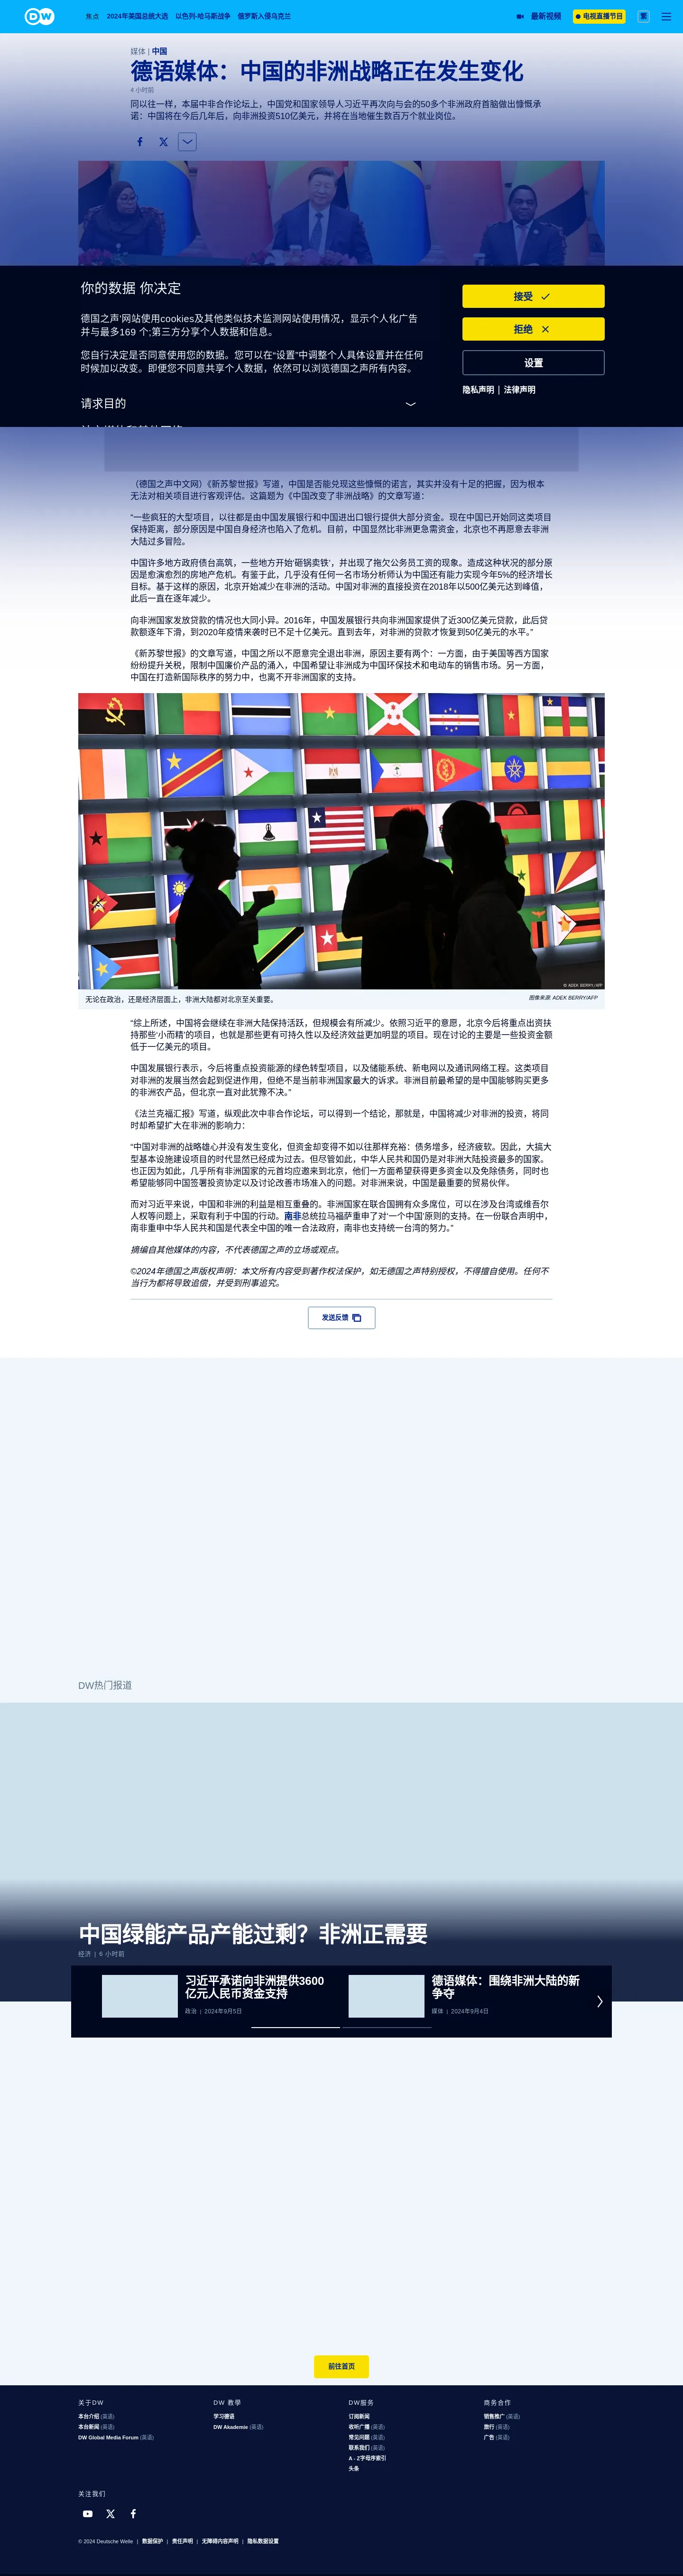 DW
焦点 2024年美国总统大选 以色列-哈马斯战争 俄罗斯入侵乌克兰
最新视频
电视直播节目
繁
媒体 | 中国
德语媒体：中国的非洲战略正在发生变化
4 小时前
同以往一样，本届中非合作论坛上，中国党和国家领导人习近平再次向与会的50多个非洲政府首脑做出慷慨承
诺：中国将在今后几年后，向非洲投资510亿美元，并将在当地催生数百万个就业岗位。
你的数据 你决定
德国之声'网站使用cookies及其他类似技术监测网站使用情况，显示个人化广告
并与最多169 个;第三方分享个人数据和信息。
您自行决定是否同意使用您的数据。您可以在“设置”中调整个人具体设置并在任何
时候加以改变。即便您不同意共享个人数据，依然可以浏览德国之声所有内容。
请求目的
接受
拒绝
设置
隐私声明 | 法律声明
（德国之声中文网）《新苏黎世报》写道，中国是否能兑现这些慷慨的诺言，其实并没有十足的把握，因为根本
无法对相关项目进行客观评估。这篇题为《中国改变了非洲战略》的文章写道：
“一些疯狂的大型项目，以往都是由中国发展银行和中国进出口银行提供大部分资金。现在中国已开始同这类项目
保持距离，部分原因是中国自身经济也陷入了危机。目前，中国显然比非洲更急需资金，北京也不再愿意去非洲
大陆过多冒险。
中国许多地方政府债台高筑，一些地方开始‘砸锅卖铁’，并出现了拖欠公务员工资的现象。造成这种状况的部分原
因是愈演愈烈的房地产危机。有鉴于此，几乎没有任何一名市场分析师认为中国还有能力实现今年5%的经济增长
目标。基于这样的原因，北京开始减少在非洲的活动。中国对非洲的直接投资在2018年以500亿美元达到峰值，
此后一直在逐年减少。
向非洲国家发放贷款的情况也大同小异。2016年，中国发展银行共向非洲国家提供了近300亿美元贷款，此后贷
款额逐年下滑，到2020年疫情来袭时已不足十亿美元。直到去年，对非洲的贷款才恢复到50亿美元的水平。”
《新苏黎世报》的文章写道，中国之所以不愿意完全退出非洲，原因主要有两个：一方面，由于美国等西方国家
纷纷提升关税，限制中国廉价产品的涌入，中国希望让非洲成为中国环保技术和电动车的销售市场。另一方面，
中国在打造新国际秩序的努力中，也离不开非洲国家的支持。
© ADEK BERRY/AFP
无论在政治，还是经济层面上，非洲大陆都对北京至关重要。
图像来源: ADEK BERRY/AFP
“综上所述，中国将会继续在非洲大陆保持活跃，但规模会有所减少。依照习近平的意愿，北京今后将重点出资扶
持那些‘小而精’的项目，也就是那些更有可持久性以及经济效益更加明显的项目。现在讨论的主要是一些投资金额
低于一亿美元的项目。
中国发展银行表示，今后将重点投资能源的绿色转型项目，以及储能系统、新电网以及通讯网络工程。这类项目
对非洲的发展当然会起到促进作用，但绝不是当前非洲国家最大的诉求。非洲目前最希望的是中国能够购买更多
的非洲农产品，但北京一直对此犹豫不决。”
《法兰克福汇报》写道，纵观此次中非合作论坛，可以得到一个结论，那就是，中国将减少对非洲的投资，将同
时却希望扩大在非洲的影响力：
“中国对非洲的战略雄心并没有发生变化，但资金却变得不如以往那样充裕：债务增多，经济疲软。因此，大搞大
型基本设施建设项目的时代显然已经成为过去。但尽管如此，中华人民共和国仍是对非洲大陆投资最多的国家。
也正因为如此，几乎所有非洲国家的元首均应邀来到北京，他们一方面希望获得更多资金以及免除债务，同时也
希望能够同中国签署投资协定以及讨论改善市场准入的问题。对非洲来说，中国是最重要的贸易伙伴。
而对习近平来说，中国和非洲的利益是相互重叠的。非洲国家在联合国拥有众多席位，可以在涉及台湾或维吾尔
人权等问题上，采取有利于中国的行动。南非总统拉马福萨重申了对‘一个中国’原则的支持。在一份联合声明中，
南非重申中华人民共和国是代表全中国的唯一合法政府，南非也支持统一台湾的努力。”
摘编自其他媒体的内容，不代表德国之声的立场或观点。
©2024年德国之声版权声明：本文所有内容受到著作权法保护，如无德国之声特别授权，不得擅自使用。任何不
当行为都将导致追偿，并受到刑事追究。
发送反馈
DW热门报道
中国绿能产品产能过剩？非洲正需要
经济 | 6 小时前
习近平承诺向非洲提供3600
亿元人民币资金支持
政治 | 2024年9月5日
德语媒体：围绕非洲大陆的新
争夺
媒体 | 2024年9月4日
前往首页
关于DW
本台介绍 (英语)
本台新闻 (英语)
DW Global Media Forum (英语)
DW 教學
学习德语
DW Akademie (英语)
DW服务
订阅新闻
收听广播 (英语)
常见问题 (英语)
联系我们 (英语)
A - Z字母序索引
头条
商务合作
销售推广 (英语)
旅行 (英语)
广告 (英语)
关注我们
© 2024 Deutsche Welle | 数据保护 | 责任声明 | 无障碍内容声明 | 隐私数据设置